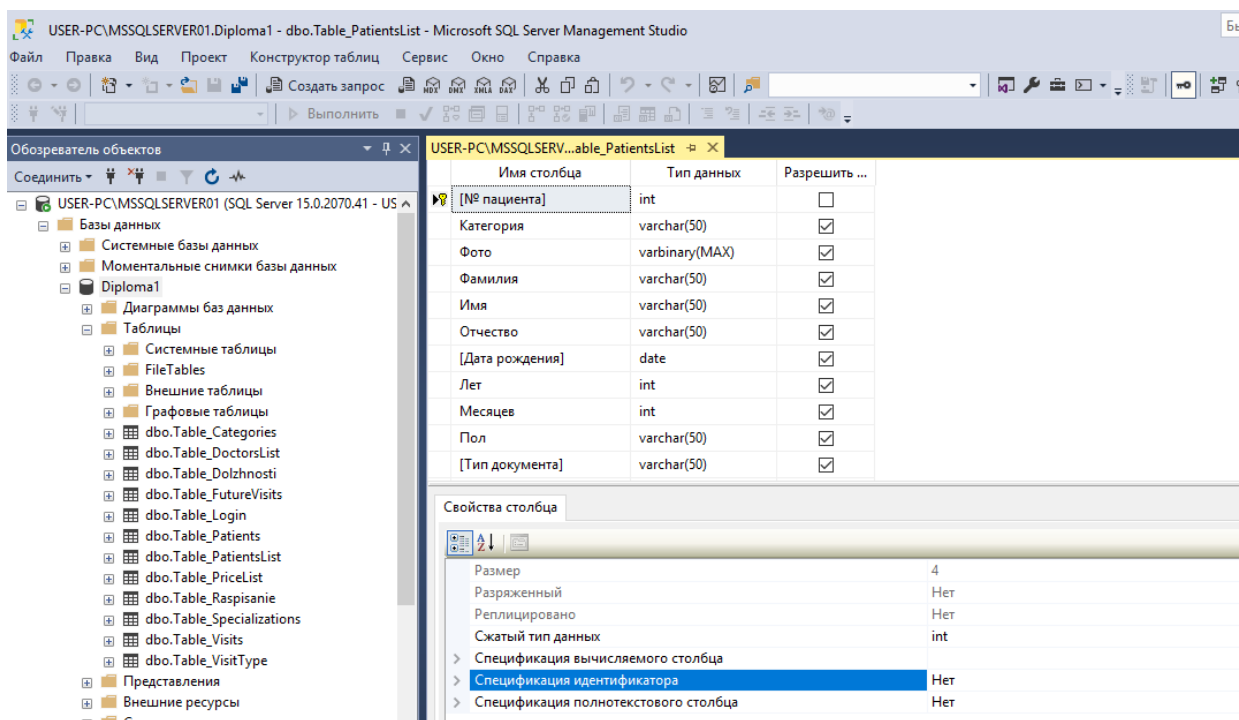 USER-PC\MSSQLSERVER01.Diploma1 - dbo.Table_PatientsList - Microsoft SQL Server Management Studio
Файл Правка Вид Проект Конструктор таблиц Сервис Окно Справка
Создать запрос MDX DMX XMLA DAX
Выполнить
Обозреватель объектов
Соединить
USER-PC\MSSQLSERVER01 (SQL Server 15.0.2070.41 - US
Базы данных
Системные базы данных
Моментальные снимки базы данных
Diploma1
Диаграммы баз данных
Таблицы
Системные таблицы
FileTables
Внешние таблицы
Графовые таблицы
dbo.Table_Categories
dbo.Table_DoctorsList
dbo.Table_Dolzhnosti
dbo.Table_FutureVisits
dbo.Table_Login
dbo.Table_Patients
dbo.Table_PatientsList
dbo.Table_PriceList
dbo.Table_Raspisanie
dbo.Table_Specializations
dbo.Table_Visits
dbo.Table_VisitType
Представления
Внешние ресурсы
USER-PC\MSSQLSERV...able_PatientsList
Имя столбца Тип данных Разрешить ...
[№ пациента] int
Категория varchar(50)
Фото varbinary(MAX)
Фамилия varchar(50)
Имя varchar(50)
Отчество varchar(50)
[Дата рождения] date
Лет int
Месяцев int
Пол varchar(50)
[Тип документа] varchar(50)
Свойства столбца
Размер 4
Разряженный Нет
Реплицировано Нет
Сжатый тип данных int
Спецификация вычисляемого столбца
Спецификация идентификатора Нет
Спецификация полнотекстового столбца Нет